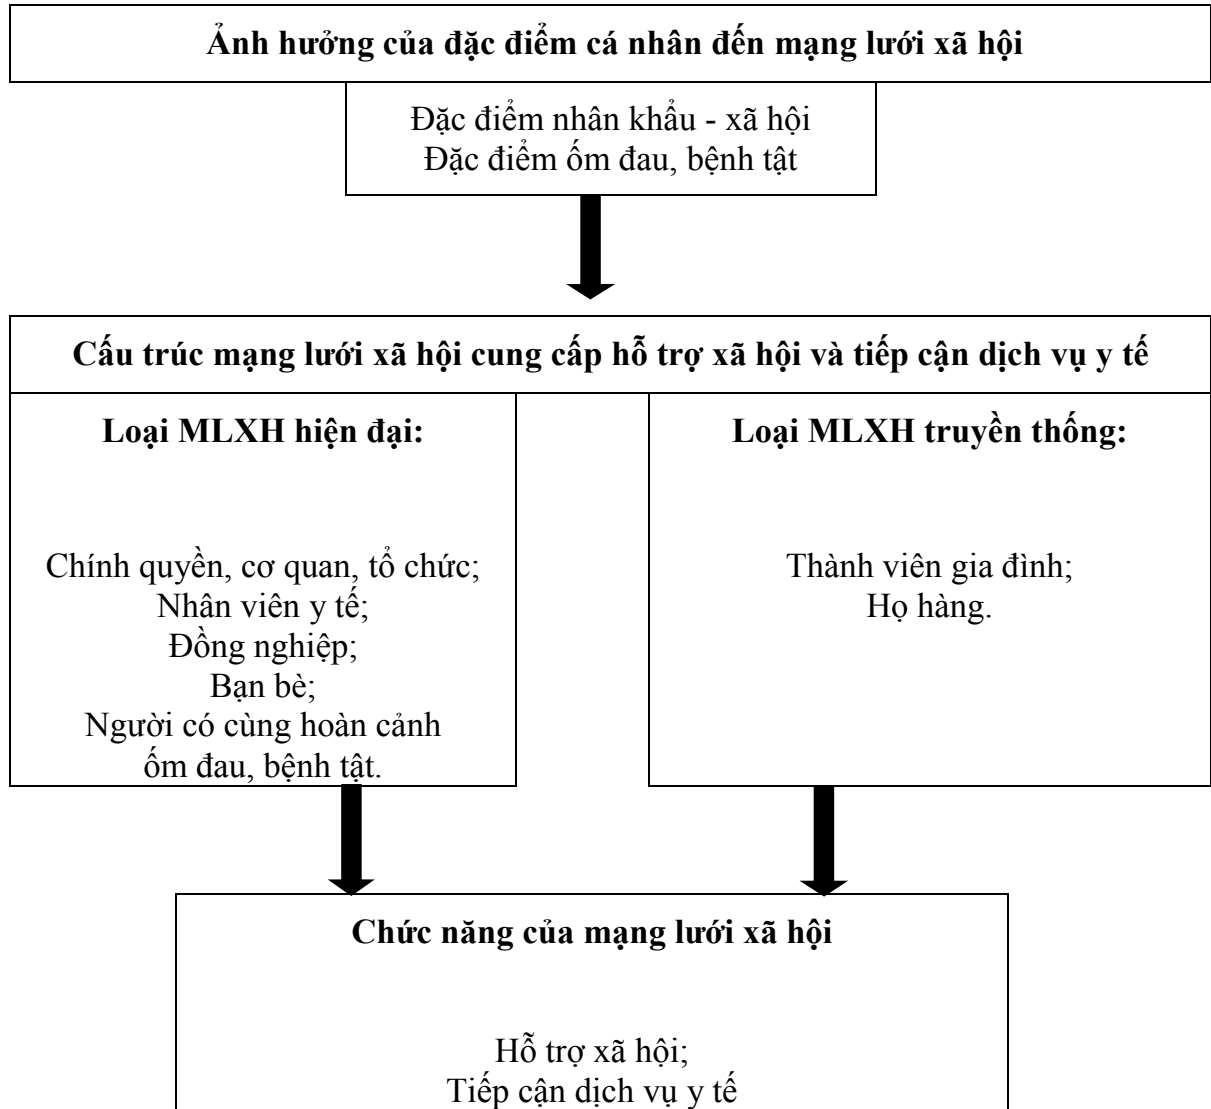 Ảnh hưởng của đặc điểm cá nhân đến mạng lưới xã hội
Đặc điểm nhân khẩu - xã hội
Đặc điểm ốm đau, bệnh tật
Cấu trúc mạng lưới xã hội cung cấp hỗ trợ xã hội và tiếp cận dịch vụ y tế
Loại MLXH hiện đại:
Chính quyền, cơ quan, tổ chức;
Nhân viên y tế;
Đồng nghiệp;
Bạn bè;
Người có cùng hoàn cảnh
ốm đau, bệnh tật.
Loại MLXH truyền thống:
Thành viên gia đình;
Họ hàng.
Chức năng của mạng lưới xã hội
Hỗ trợ xã hội;
Tiếp cận dịch vụ y tế